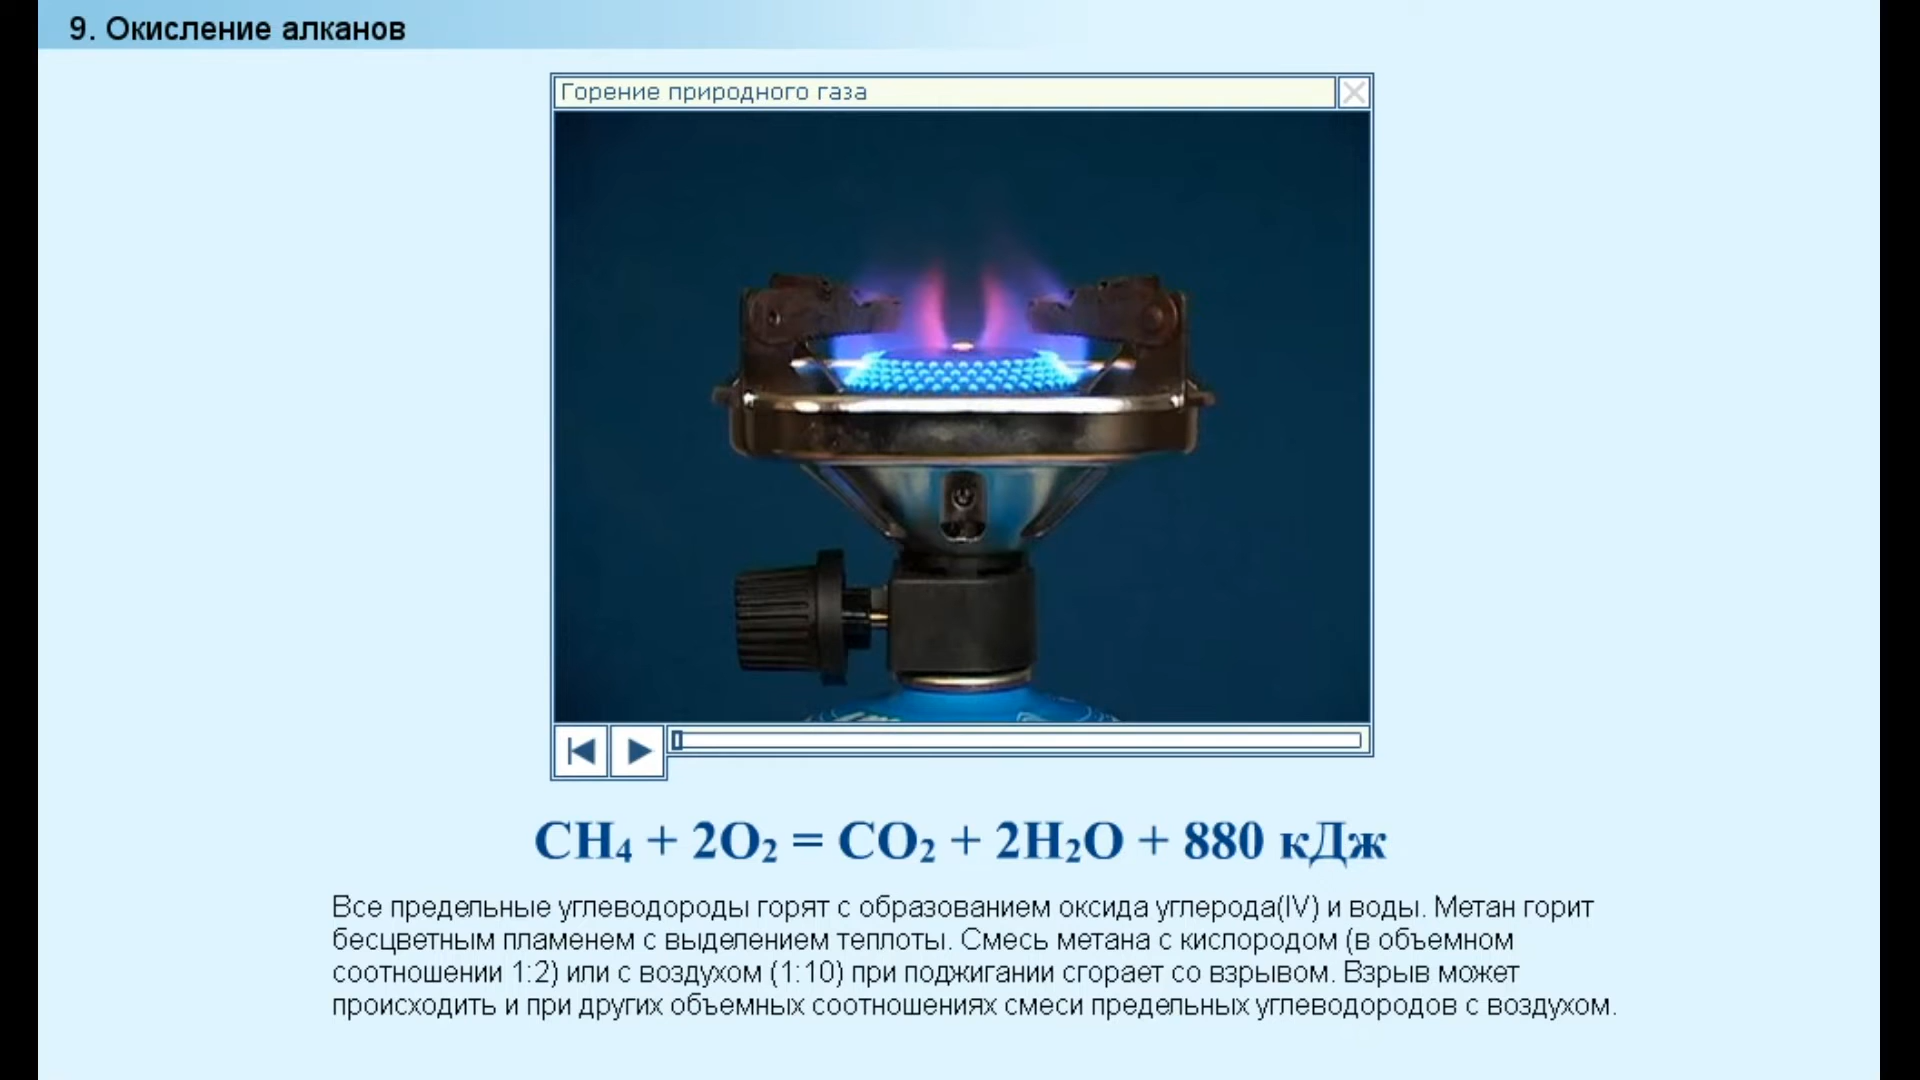 9. Окисление алканов
Горение природного газа
CH₄ + 2O₂ = CO₂ + 2H₂O + 880 кДж
Все предельные углеводороды горят с образованием оксида углерода(IV) и воды. Метан горит
бесцветным пламенем с выделением теплоты. Смесь метана с кислородом (в объемном
соотношении 1:2) или с воздухом (1:10) при поджигании сгорает со взрывом. Взрыв может
происходить и при других объемных соотношениях смеси предельных углеводородов с воздухом.